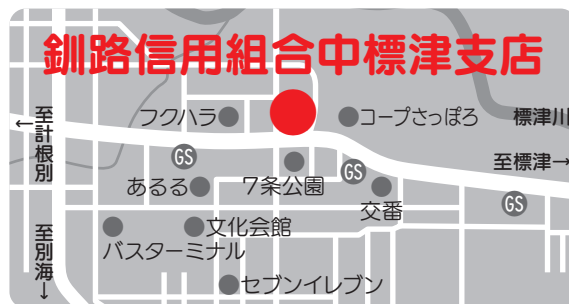 釧路信用組合中標津支店
フクハラ
コープさっぽろ
標津川
←至計根別
GS
至標津→
GS
あるる
7条公園
交番
GS
文化会館
バスターミナル
至別海↓
セブンイレブン